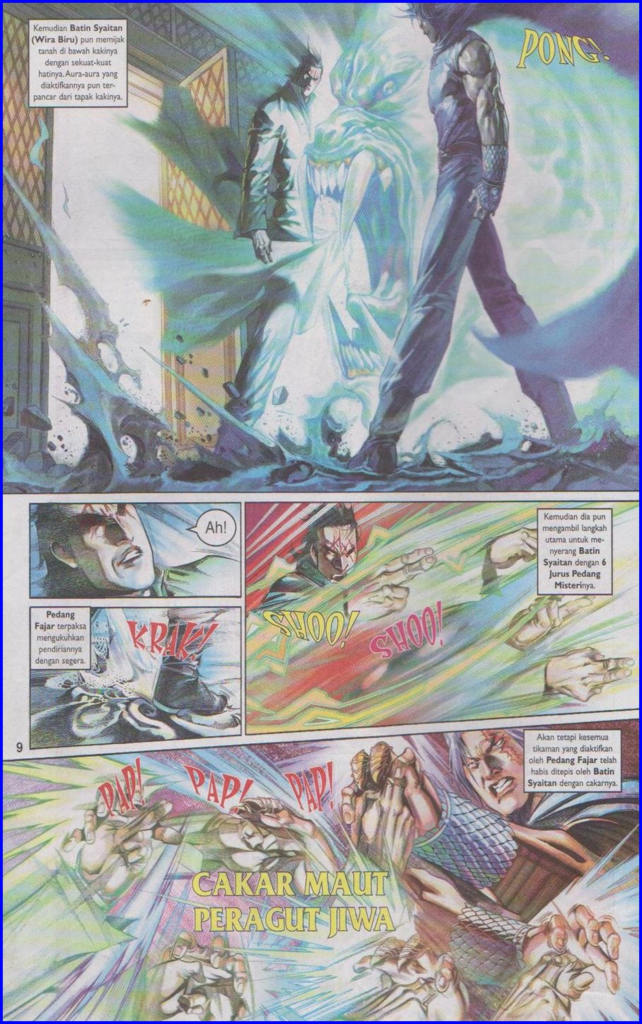 Kemudian Batin Syaitan
(Wira Biru) pun memijak
tanah di bawah kakinya
dengan sekuat-kuat
hatinya. Aura-aura yang
diaktifkannya pun ter-
pancar dari tapak kakinya.
PONG!
Ah!
Pedang
Fajar terpaksa
mengukuhkan
pendiriannya
dengan segera.
KRAK!
Kemudian dia pun
mengambil langkah
utama untuk me-
nyerang Batin
Syaitan dengan 6
Jurus Pedang
Misterinya.
SHOO!
SHOO!
9
Akan tetapi kesemua
tikaman yang diaktifkan
oleh Pedang Fajar telah
habis ditepis oleh Batin
Syaitan dengan cakarnya.
PAP!
PAP!
PAP!
CAKAR MAUT
PERAGUT JIWA